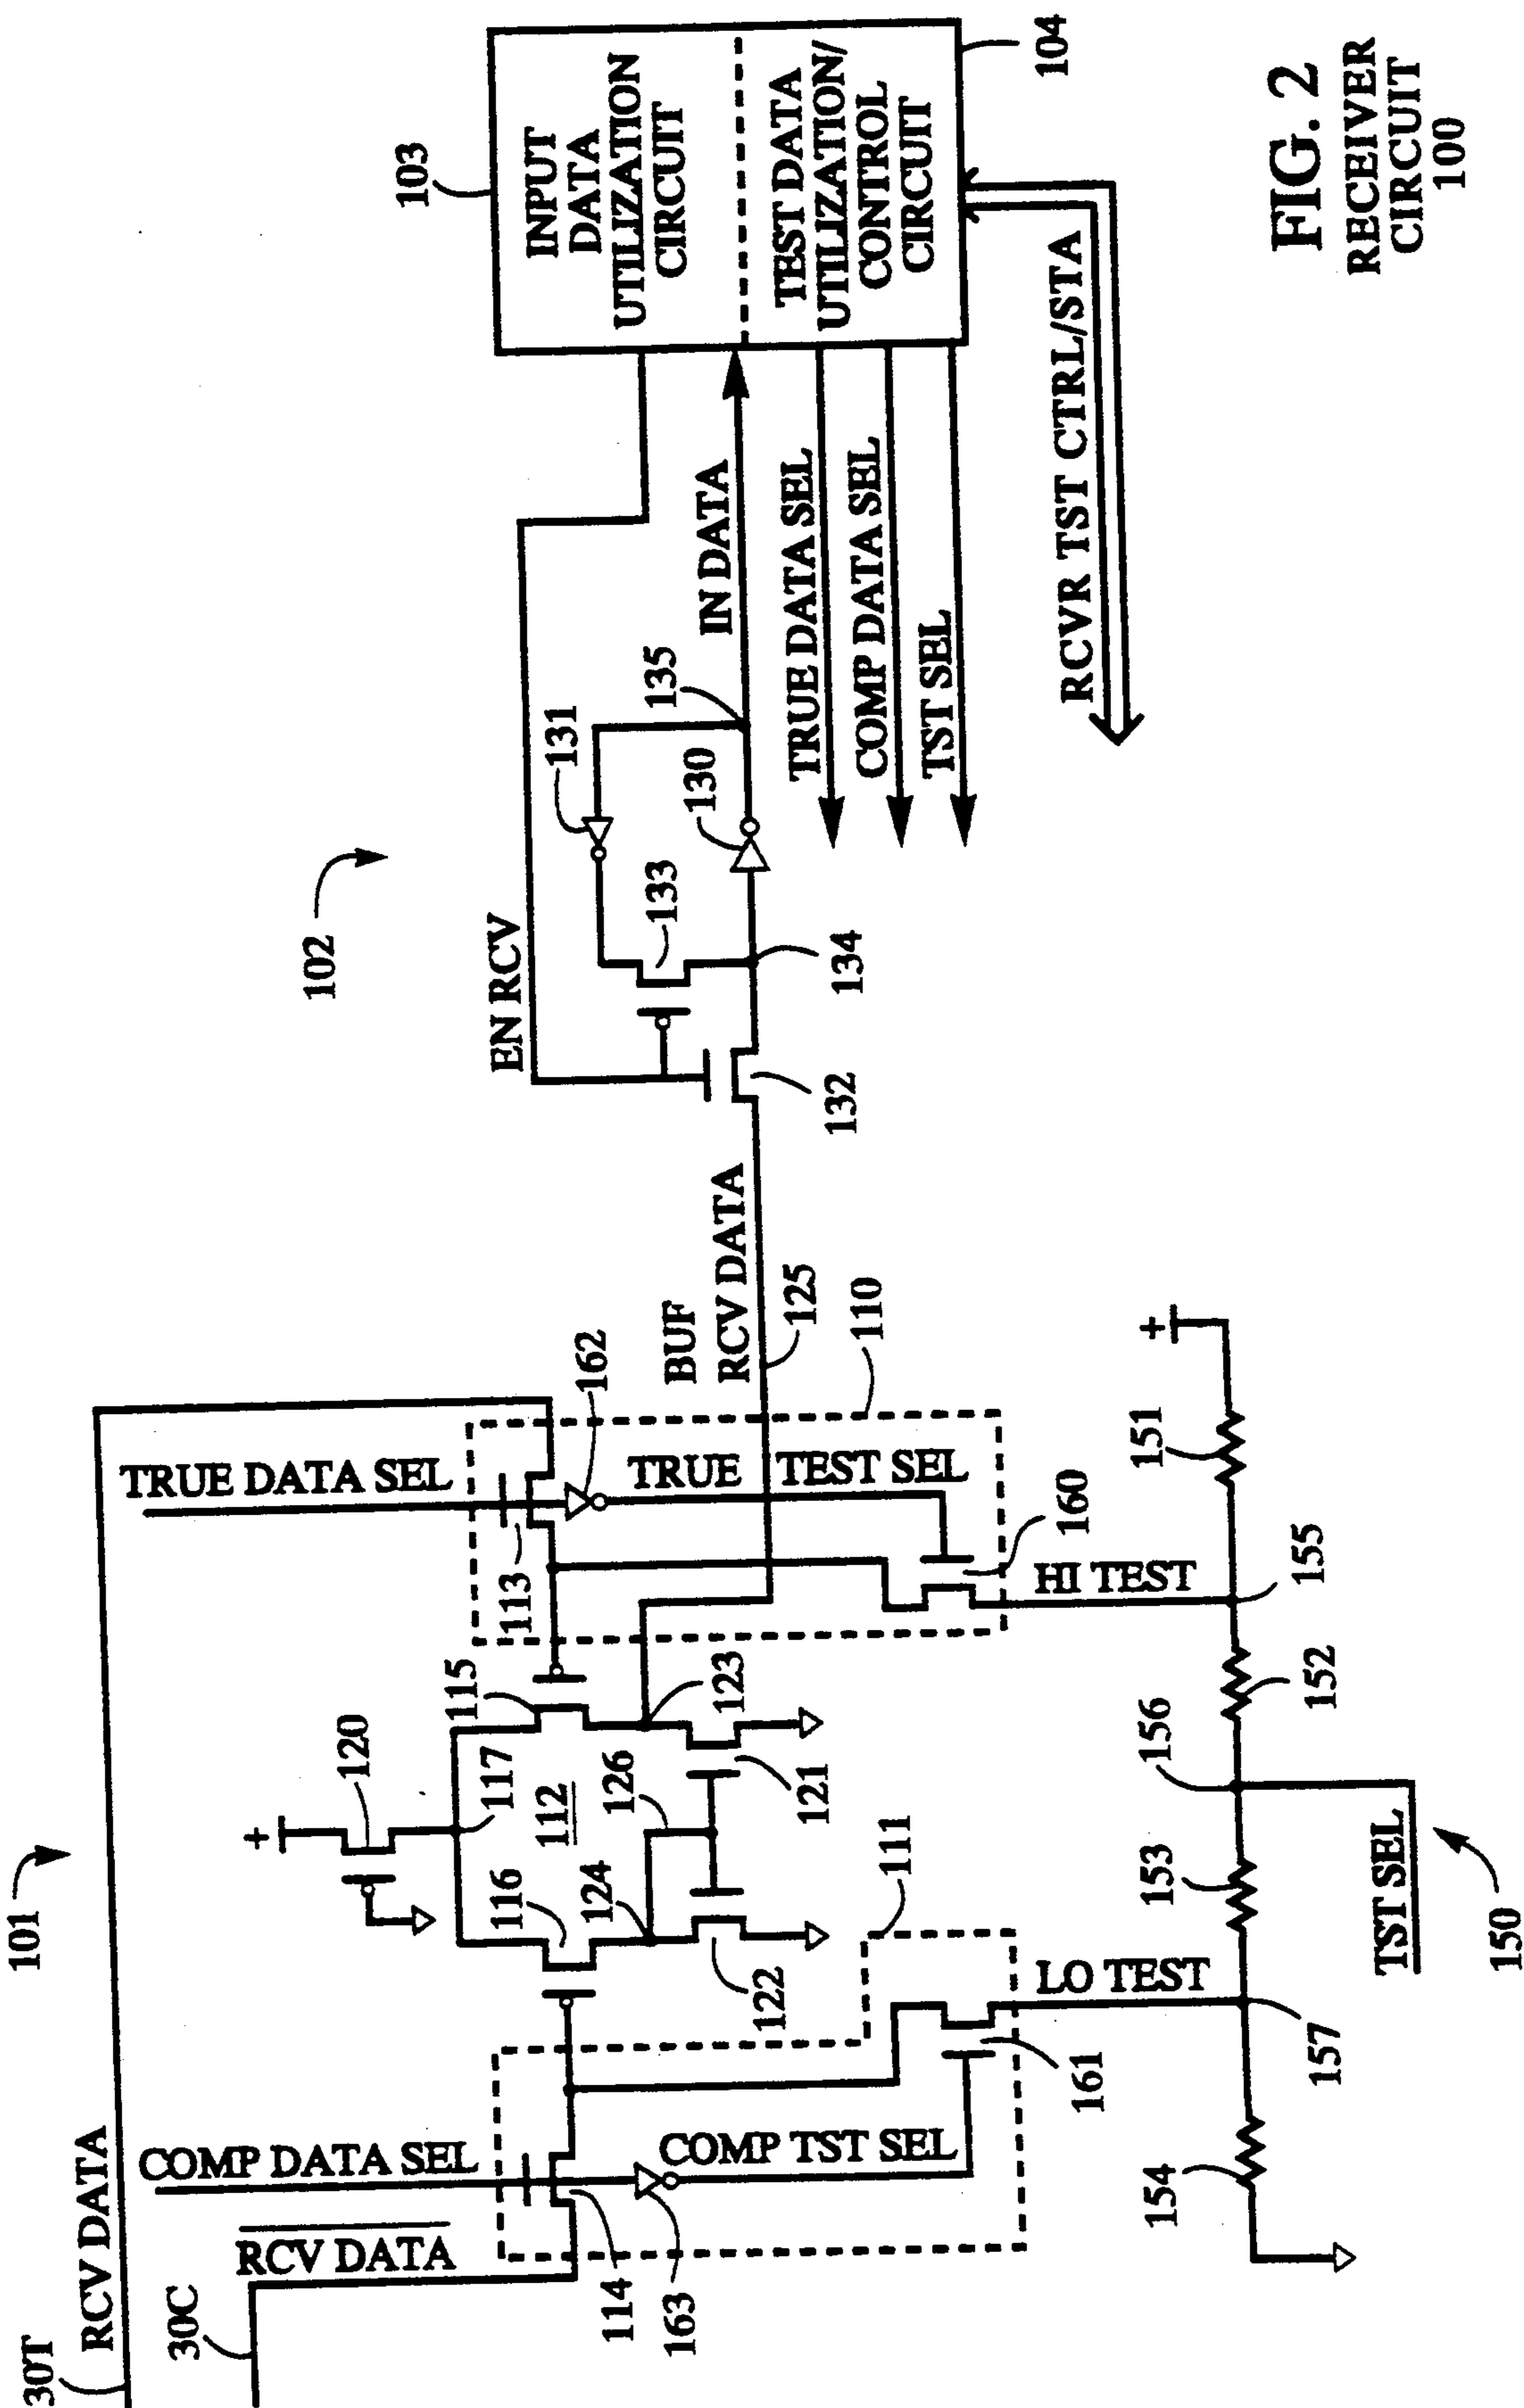 FIG. 2
RECEIVER
CIRCUIT
100
101
102
103
104
INPUT
DATA
UTILIZATION
CIRCUIT
TEST DATA
UTILIZATION/
CONTROL
CIRCUIT
30T
RCV DATA
30C
RCV DATA
COMP DATA SEL
TRUE DATA SEL
120
117
116
112
115
124
126
123
122
121
111
113
162
TRUE TEST SEL
BUF
RCV DATA
125
110
160
HI TEST
114
163
COMP TST SEL
161
LO TEST
154
157
153
156
152
155
151
TST SEL
150
EN RCV
131
133
135
130
134
132
IN DATA
TRUE DATA SEL
COMP DATA SEL
TST SEL
RCVR TST CTRL/STA
+
+